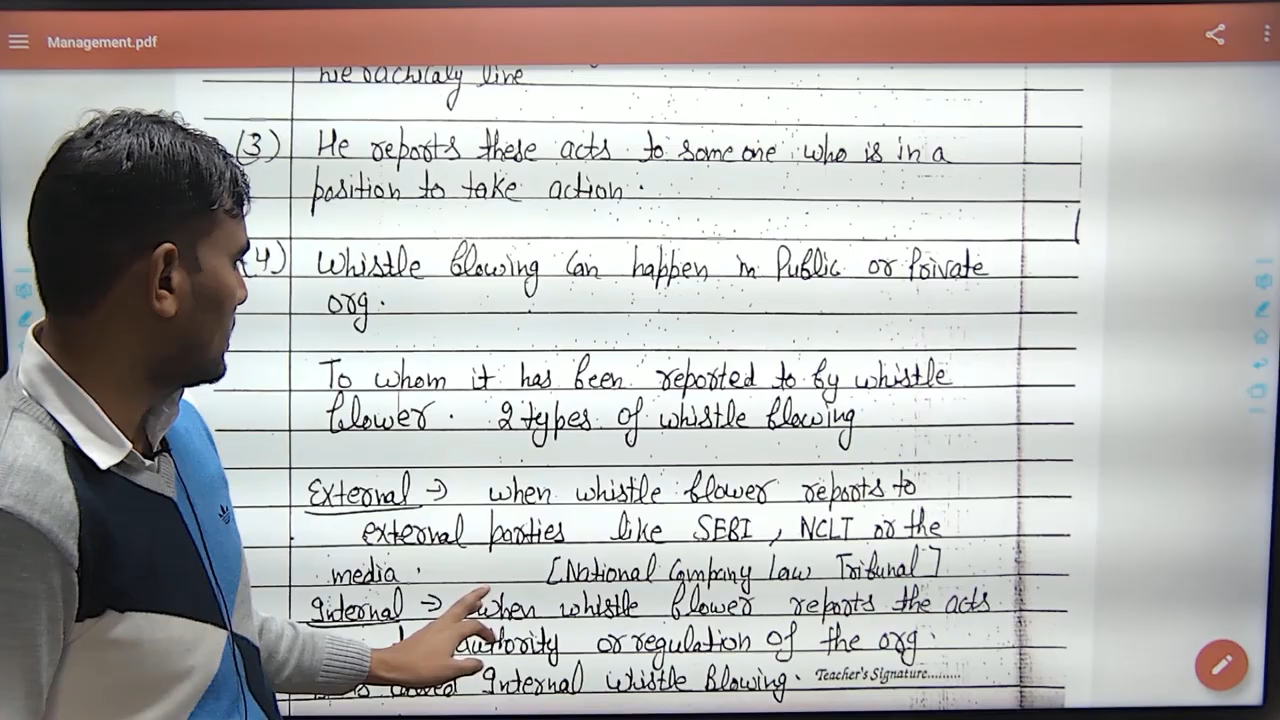 Management.pdf
line
(3) He reports these acts to someone who is in a
position to take action.
(4) Whistle blowing can happen in Public or Private
org.
To whom it has been reported to by whistle
blower. 2 types of whistle blowing
External → when whistle blower reports to
external parties like SEBI, NCLT or the
media. [National Company Law Tribunal]
Internal → when whistle blower reports the acts
authority or regulation of the org.
Internal whistle Blowing. Teacher's Signature.........